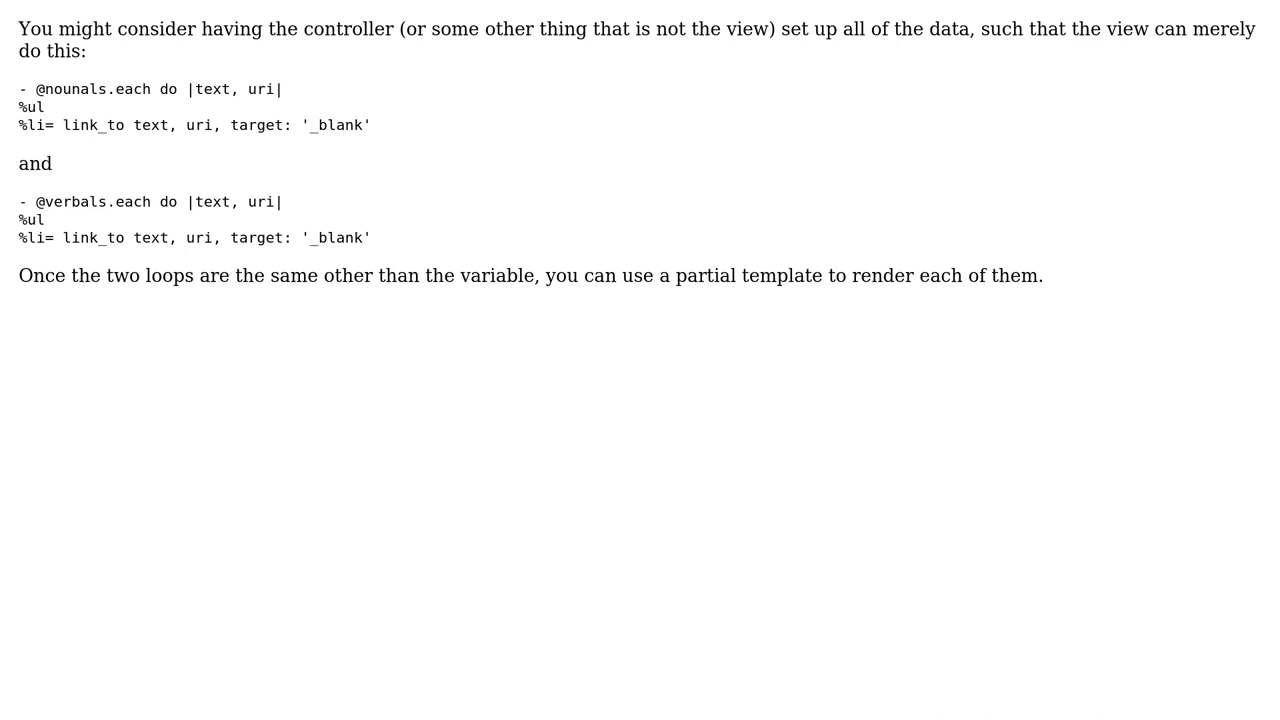 You might consider having the controller (or some other thing that is not the view) set up all of the data, such that the view can merely
do this:
- @nounals.each do |text, uri|
%ul
%li= link_to text, uri, target: '_blank'
and
- @verbals.each do |text, uri|
%ul
%li= link_to text, uri, target: '_blank'
Once the two loops are the same other than the variable, you can use a partial template to render each of them.